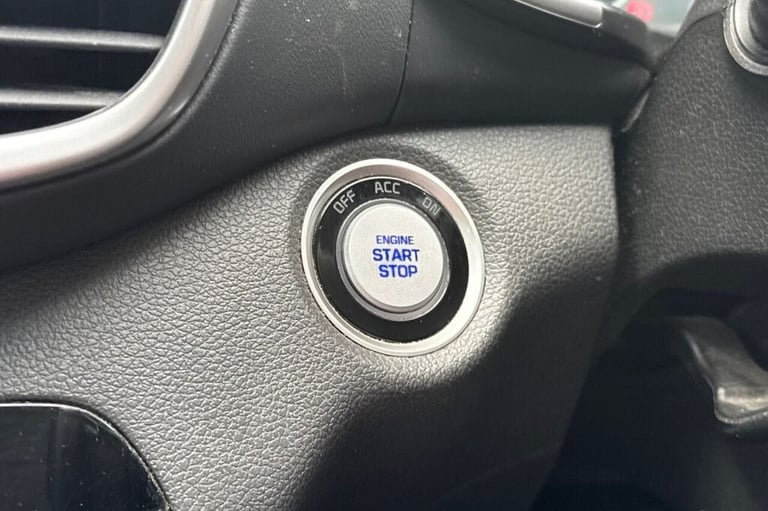 OFF ACC ON
ENGINE
START
STOP